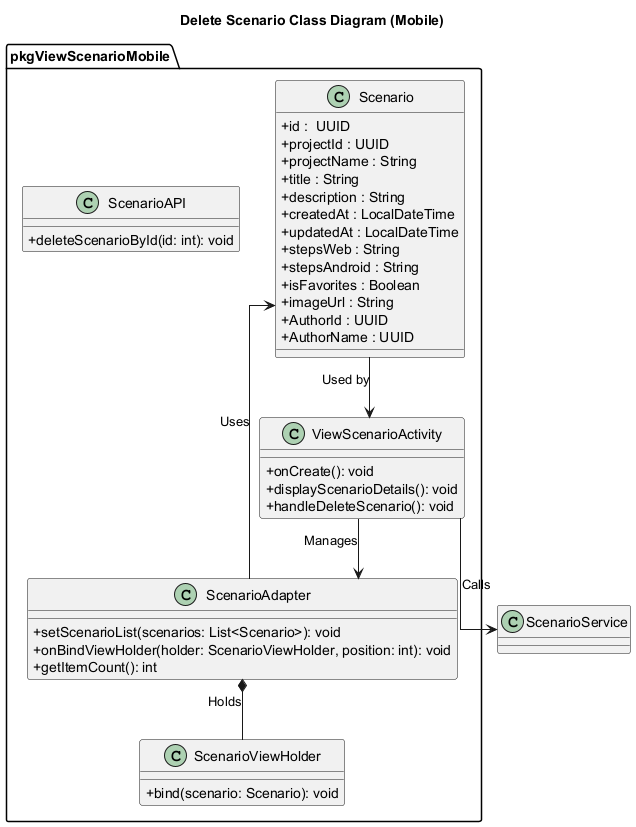 Delete Scenario Class Diagram (Mobile)
pkgViewScenarioMobile
C Scenario
+id :  UUID
+projectId : UUID
+projectName : String
+title : String
+description : String
+createdAt : LocalDateTime
+updatedAt : LocalDateTime
+stepsWeb : String
+stepsAndroid : String
+isFavorites : Boolean
+imageUrl : String
+AuthorId : UUID
+AuthorName : UUID
C ScenarioAPI
+deleteScenarioById(id: int): void
Used by
Uses
C ViewScenarioActivity
+onCreate(): void
+displayScenarioDetails(): void
+handleDeleteScenario(): void
Manages
Calls
C ScenarioAdapter
+setScenarioList(scenarios: List<Scenario>): void
+onBindViewHolder(holder: ScenarioViewHolder, position: int): void
+getItemCount(): int
C ScenarioService
Holds
C ScenarioViewHolder
+bind(scenario: Scenario): void